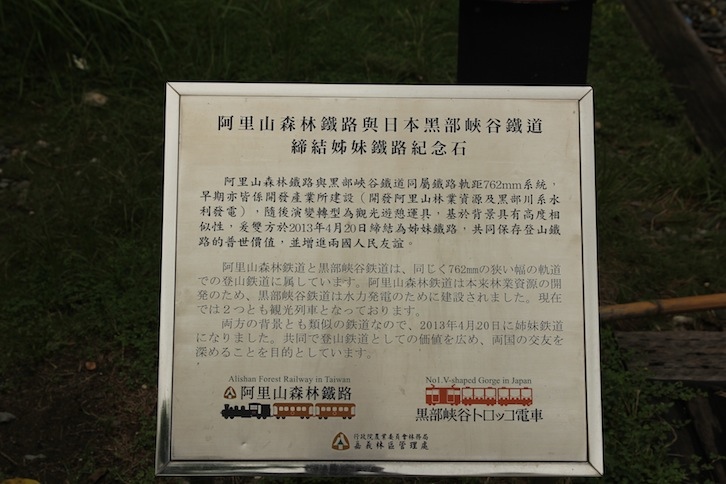 阿里山森林鐵路與日本黑部峽谷鐵道
締結姊妹鐵路紀念石
阿里山森林鐵路與黑部峽谷鐵道同屬鐵路軌距762mm系統，
早期亦皆係開發產業所建設（開發阿里山林業資源及黑部川系水
利發電），隨後演變轉型為觀光遊憩運具，基於背景具有高度相
似性，爰雙方於2013年4月20日締結為姊妹鐵路，共同保存登山鐵
路的普世價值，並增進兩國人民友誼。
阿里山森林鉄道と黒部峡谷鉄道は、同じく762㎜の狭い幅の軌道
での登山鉄道に属しています。阿里山森林鉄道は本来林業資源の開
発のため、黒部峡谷鉄道は水力発電のために建設されました。現在
では２つとも観光列車となっております。
両方の背景とも類似の鉄道なので、2013年4月20日に姉妹鉄道
になりました。共同で登山鉄道としての価値を広め、両国の交友を
深めることを目的としています。
Alishan Forest Railway in Taiwan
阿里山森林鐵路
No1.V-shaped Gorge in Japan
黒部峡谷トロッコ電車
行政院農業委員會林務局
嘉義林區管理處